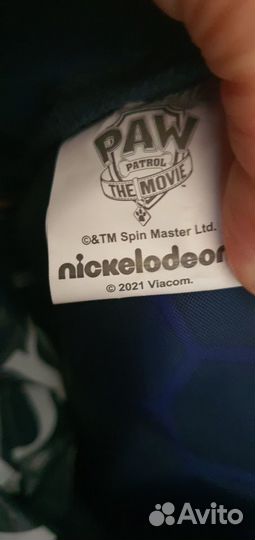 PAW
PATROL
THE MOVIE
©&TM Spin Master Ltd.
nickelodeon
© 2021 Viacom.
Avito